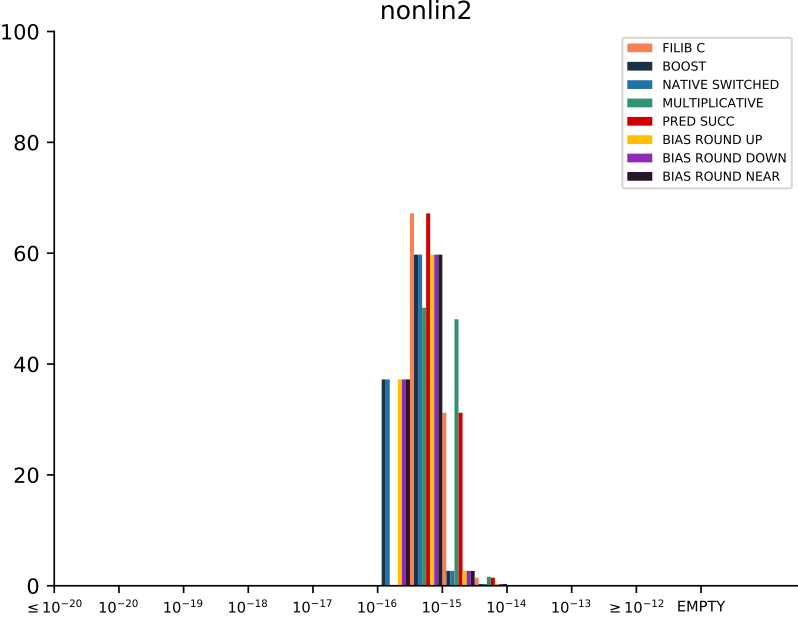 nonlin2
100
80
60
40
20
0
FILIB C
BOOST
NATIVE SWITCHED
MULTIPLICATIVE
PRED SUCC
BIAS ROUND UP
BIAS ROUND DOWN
BIAS ROUND NEAR
≤10⁻²⁰ 10⁻²⁰ 10⁻¹⁹ 10⁻¹⁸ 10⁻¹⁷ 10⁻¹⁶ 10⁻¹⁵ 10⁻¹⁴ 10⁻¹³ ≥10⁻¹² EMPTY